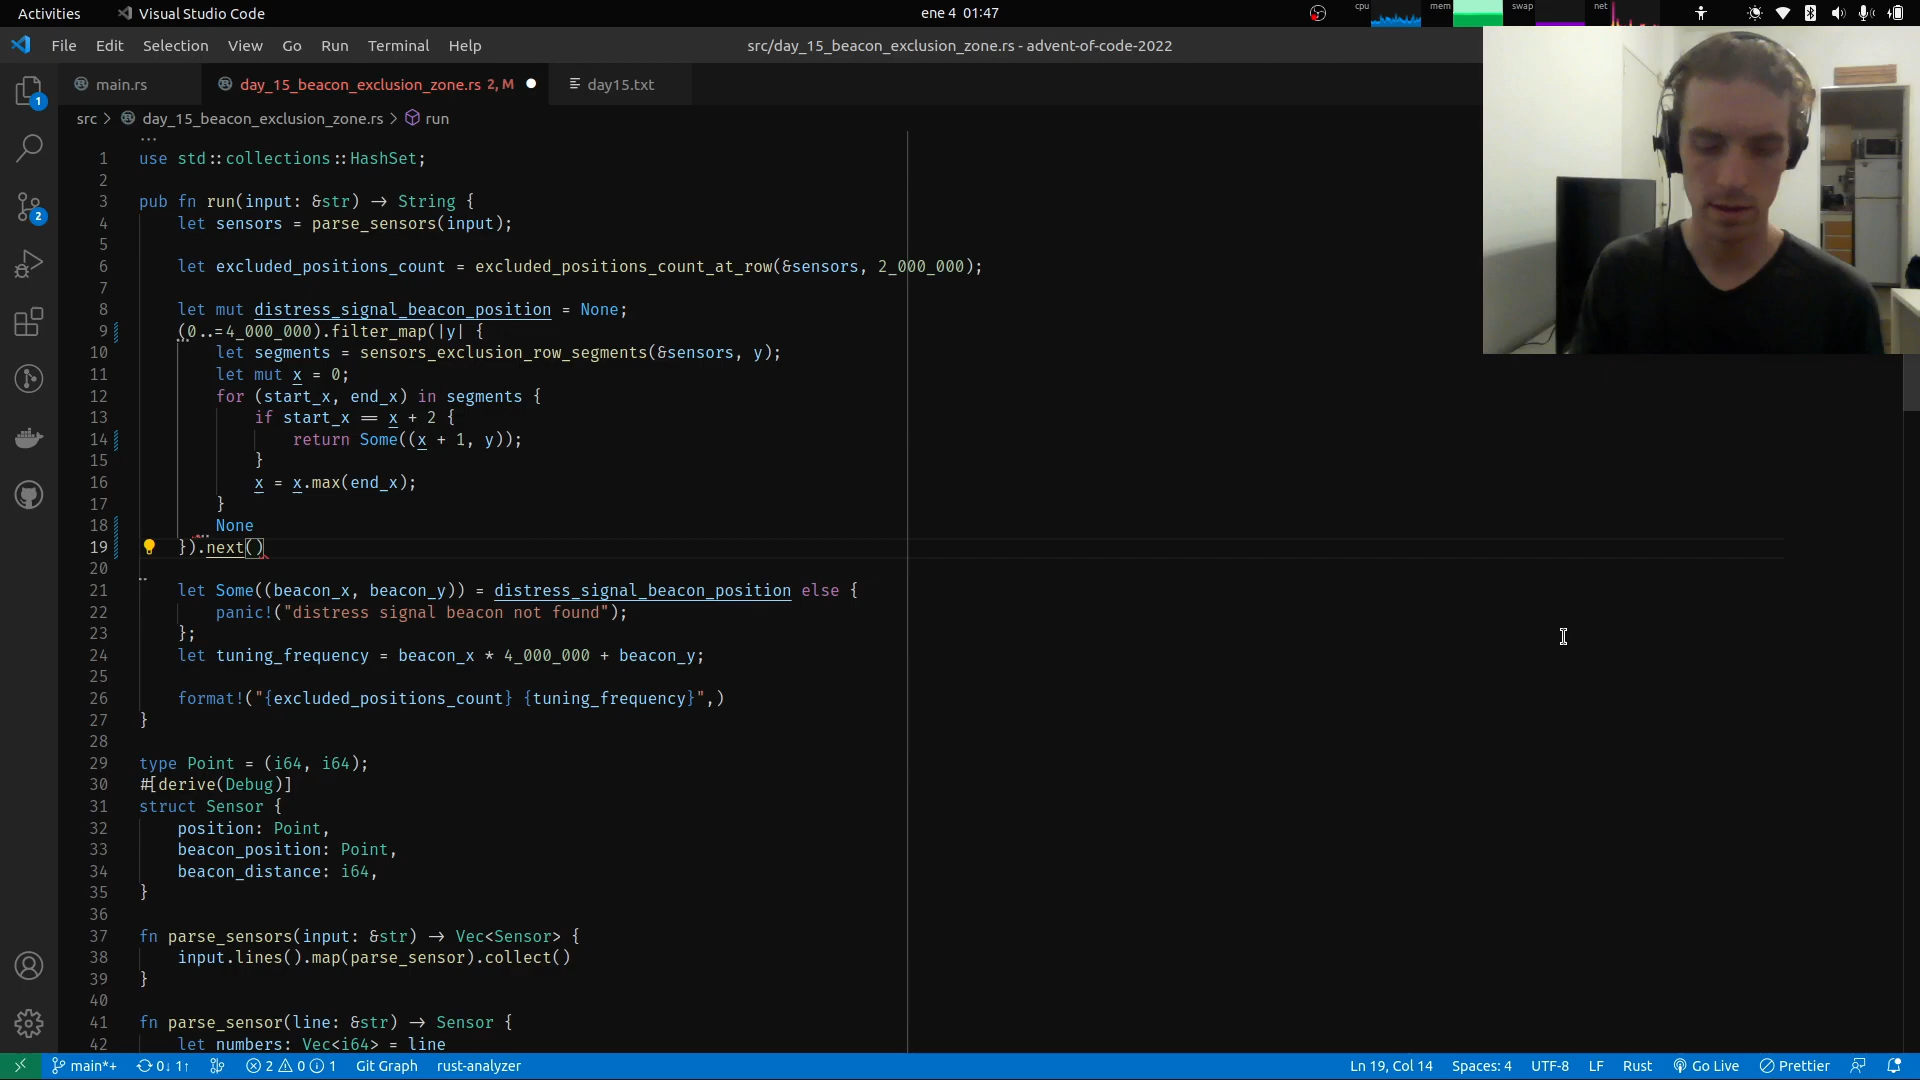 Activities
Visual Studio Code
ene 4 01:47
cpu
mem
swap
net
File Edit Selection View Go Run Terminal Help
src/day_15_beacon_exclusion_zone.rs - advent-of-code-2022
main.rs
day_15_beacon_exclusion_zone.rs 2, M
day15.txt
src > day_15_beacon_exclusion_zone.rs > run
1
2
2
1 use std::collections::HashSet;
2
3 pub fn run(input: &str) -> String {
4 let sensors = parse_sensors(input);
5
6 let excluded_positions_count = excluded_positions_count_at_row(&sensors, 2_000_000);
7
8 let mut distress_signal_beacon_position = None;
9 (0..=4_000_000).filter_map(|y| {
10 let segments = sensors_exclusion_row_segments(&sensors, y);
11 let mut x = 0;
12 for (start_x, end_x) in segments {
13 if start_x == x + 2 {
14 return Some((x + 1, y));
15 }
16 x = x.max(end_x);
17 }
18 None
19 }).next()
20
21 let Some((beacon_x, beacon_y)) = distress_signal_beacon_position else {
22 panic!("distress signal beacon not found");
23 };
24 let tuning_frequency = beacon_x * 4_000_000 + beacon_y;
25
26 format!("{excluded_positions_count} {tuning_frequency}",)
27 }
28
29 type Point = (i64, i64);
30 #[derive(Debug)]
31 struct Sensor {
32 position: Point,
33 beacon_position: Point,
34 beacon_distance: i64,
35 }
36
37 fn parse_sensors(input: &str) -> Vec<Sensor> {
38 input.lines().map(parse_sensor).collect()
39 }
40
41 fn parse_sensor(line: &str) -> Sensor {
42 let numbers: Vec<i64> = line
main*+
0↓ 1↑
2 0 1
Git Graph
rust-analyzer
Ln 19, Col 14
Spaces: 4
UTF-8
LF
Rust
Go Live
Prettier